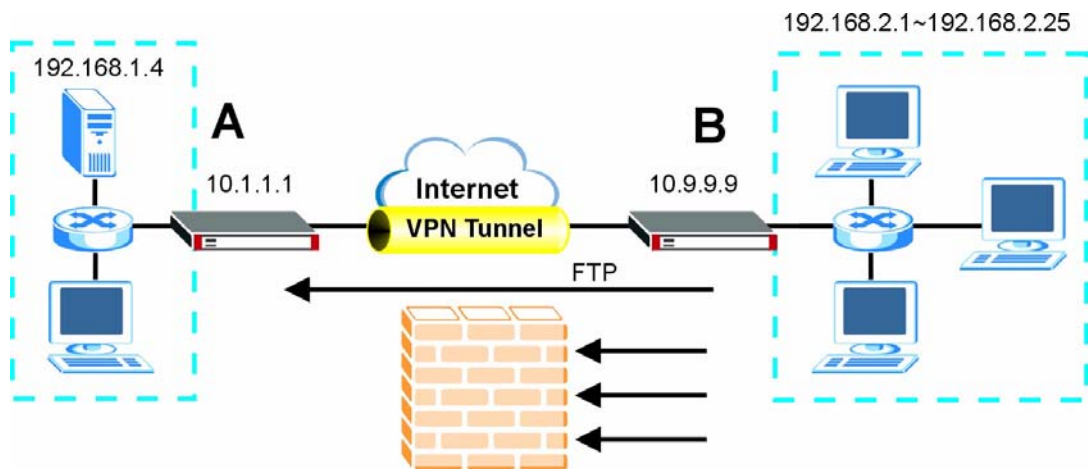 192.168.2.1~192.168.2.25
192.168.1.4
A
B
10.1.1.1
10.9.9.9
Internet
VPN Tunnel
FTP